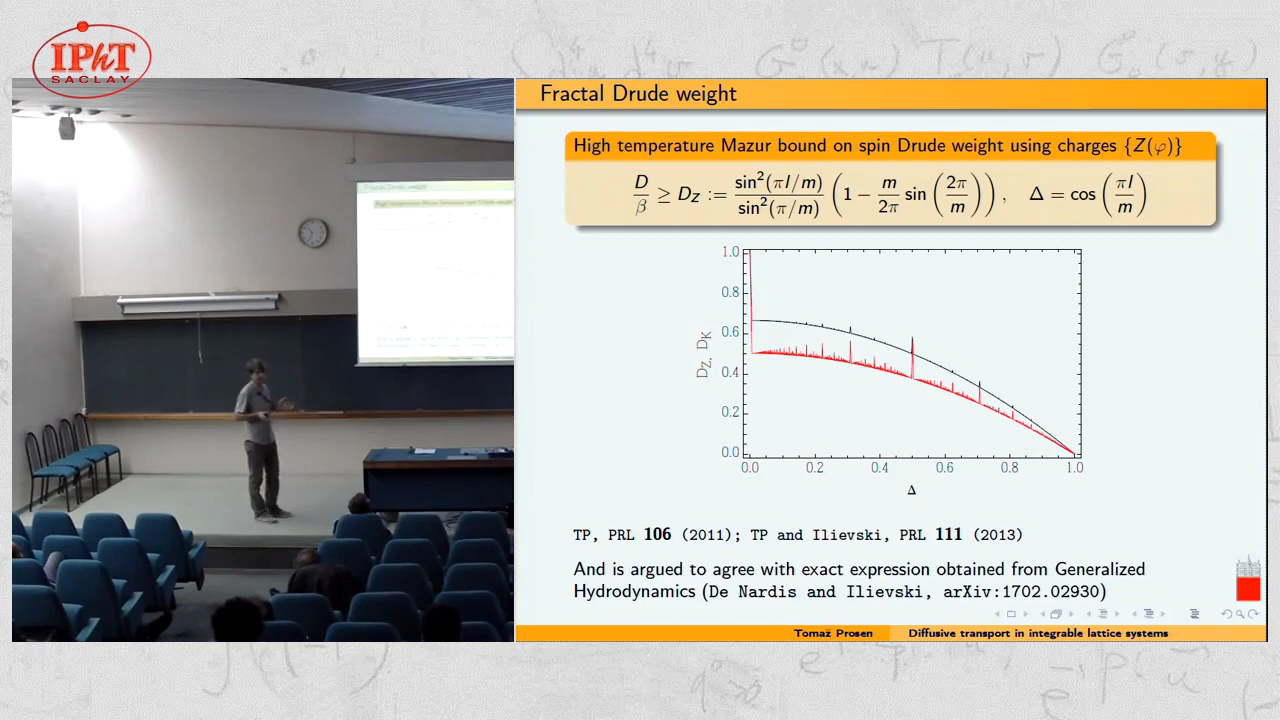 IPhT
SACLAY
Fractal Drude weight
High temperature Mazur bound on spin Drude weight using charges {Z(φ)}
D/β ≥ D_Z := sin²(πl/m)/sin²(π/m) (1 − m/2π sin(2π/m)), Δ = cos(πl/m)
1.0
0.8
0.6
0.4
0.2
0.0
D_Z, D_K
0.0 0.2 0.4 0.6 0.8 1.0
Δ
TP, PRL 106 (2011); TP and Ilievski, PRL 111 (2013)
And is argued to agree with exact expression obtained from Generalized
Hydrodynamics (De Nardis and Ilievski, arXiv:1702.02930)
Tomaž Prosen Diffusive transport in integrable lattice systems